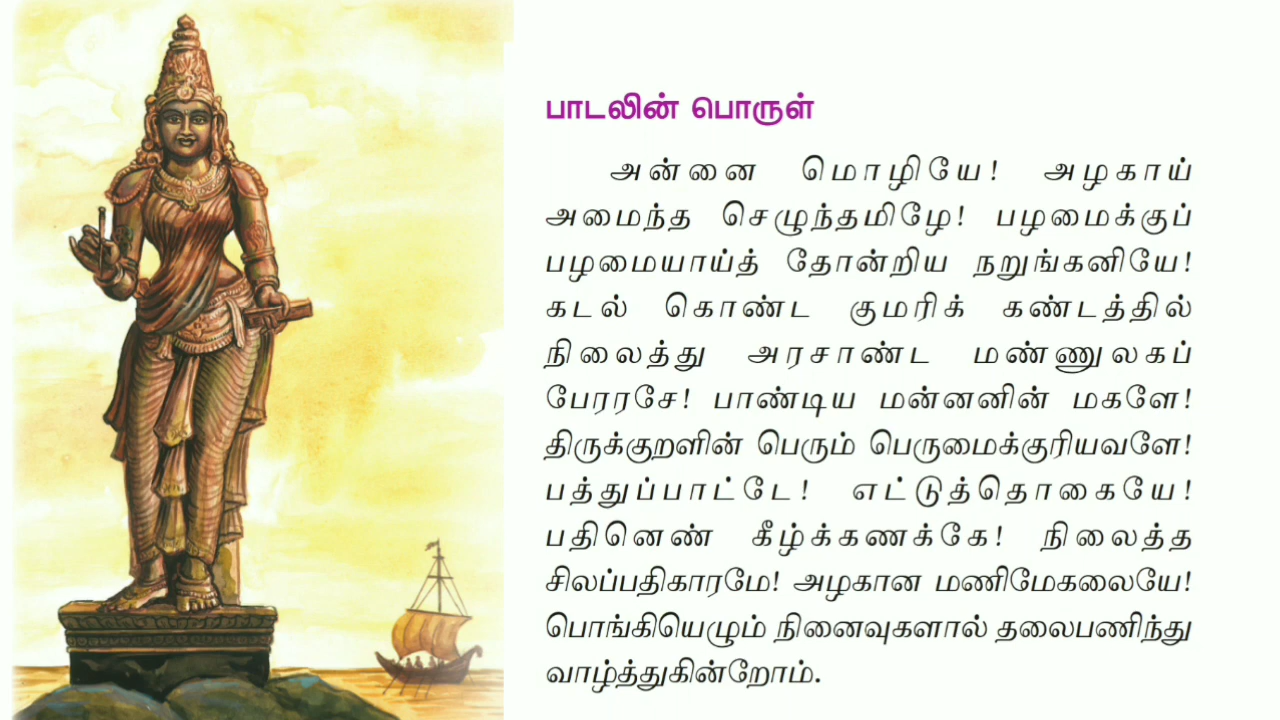 பாடலின் பொருள்
அன்னை மொழியே! அழகாய்
அமைந்த செழுந்தமிழே! பழமைக்குப்
பழமையாய்த் தோன்றிய நறுங்கனியே!
கடல் கொண்ட குமரிக் கண்டத்தில்
நிலைத்து அரசாண்ட மண்ணுலகப்
பேரரசே! பாண்டிய மன்னனின் மகளே!
திருக்குறளின் பெரும் பெருமைக்குரியவளே!
பத்துப்பாட்டே! எட்டுத்தொகையே!
பதினெண் கீழ்க்கணக்கே! நிலைத்த
சிலப்பதிகாரமே! அழகான மணிமேகலையே!
பொங்கியெழும் நினைவுகளால் தலைபணிந்து
வாழ்த்துகின்றோம்.